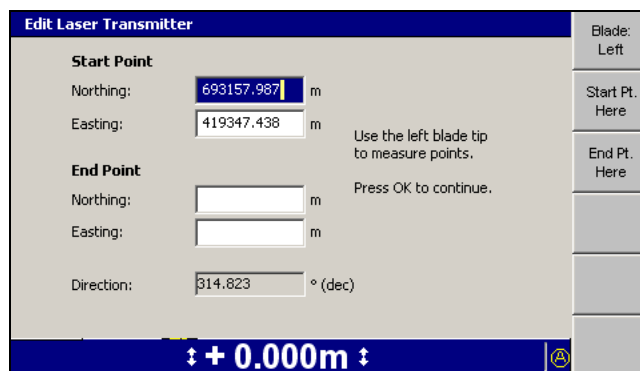 Edit Laser Transmitter
Blade:
Left
Start Point
Northing: 693157.987 m
Start Pt.
Here
Easting: 419347.438 m
Use the left blade tip
to measure points.
End Point
End Pt.
Here
Press OK to continue.
Northing: m
Easting: m
Direction: 314.823 ° (dec)
+ 0.000m
A